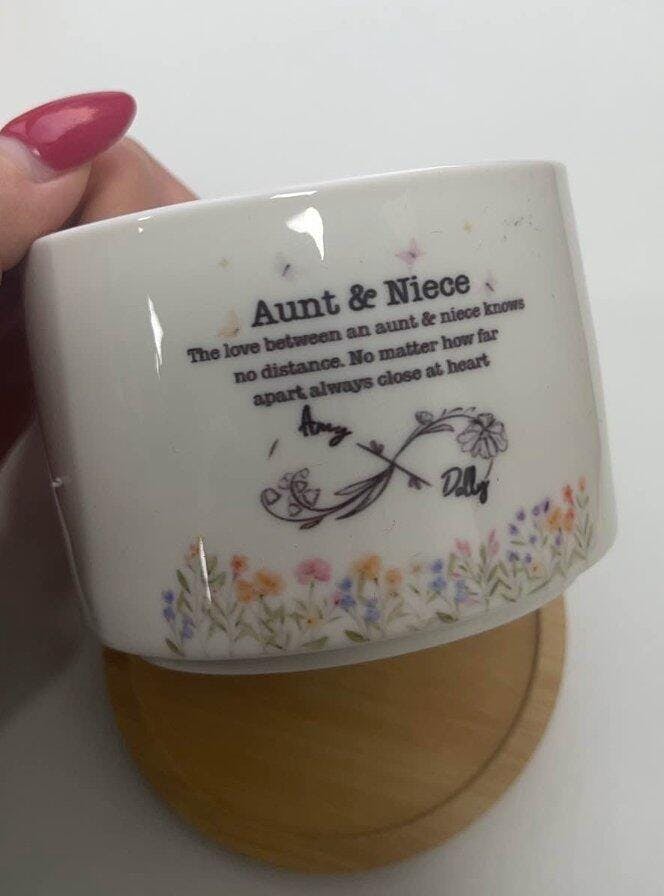 Aunt & Niece
The love between an aunt & niece knows
no distance. No matter how far
apart always close at heart
Amy
Dolly